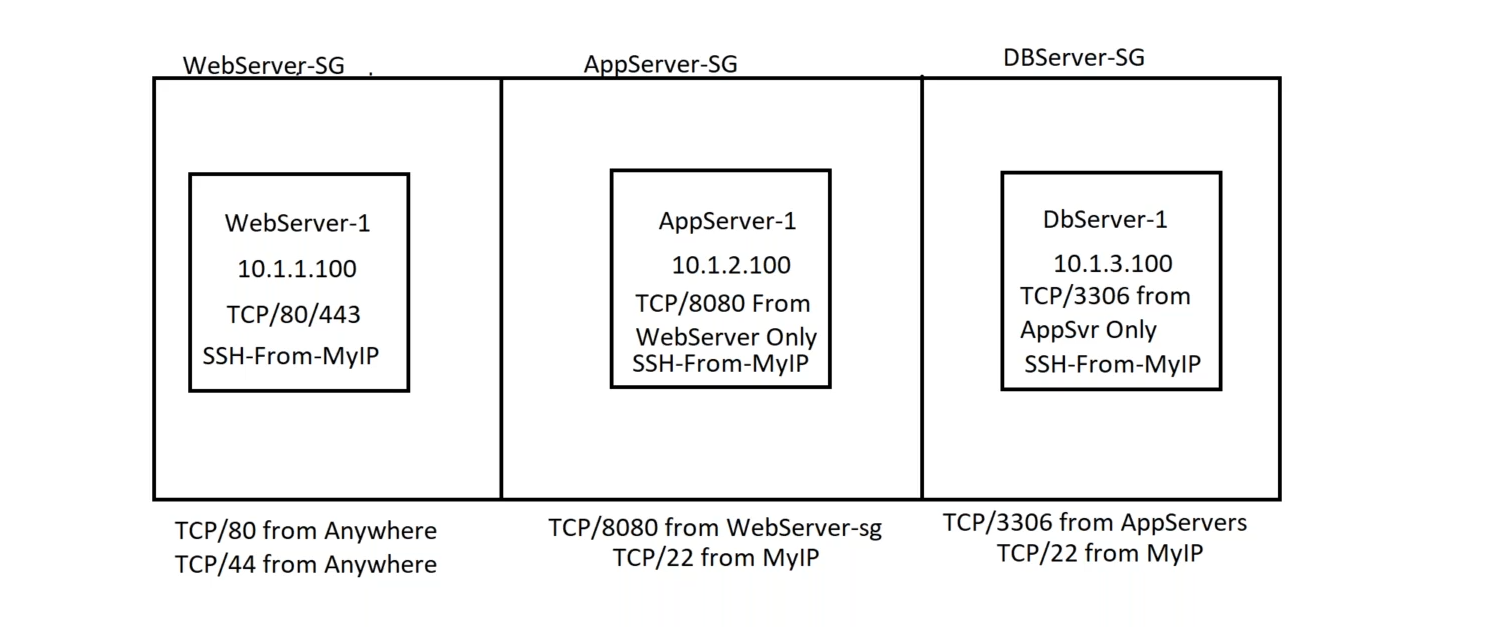 WebServer-SG .
AppServer-SG
DBServer-SG
WebServer-1
10.1.1.100
TCP/80/443
SSH-From-MyIP
AppServer-1
10.1.2.100
TCP/8080 From
WebServer Only
SSH-From-MyIP
DbServer-1
10.1.3.100
TCP/3306 from
AppSvr Only
SSH-From-MyIP
TCP/80 from Anywhere
TCP/44 from Anywhere
TCP/8080 from WebServer-sg
TCP/22 from MyIP
TCP/3306 from AppServers
TCP/22 from MyIP